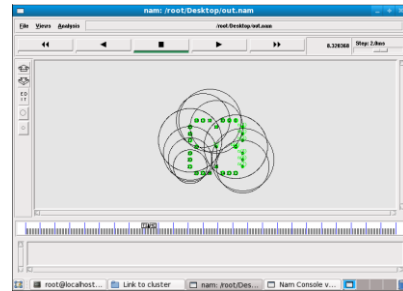 nam: /root/Desktop/out.nam
File Views Analysis /root/Desktop/out.nam
0.320360 Step: 2.0ms
root@localhost... Link to cluster nam: /root/Des... Nam Console v...